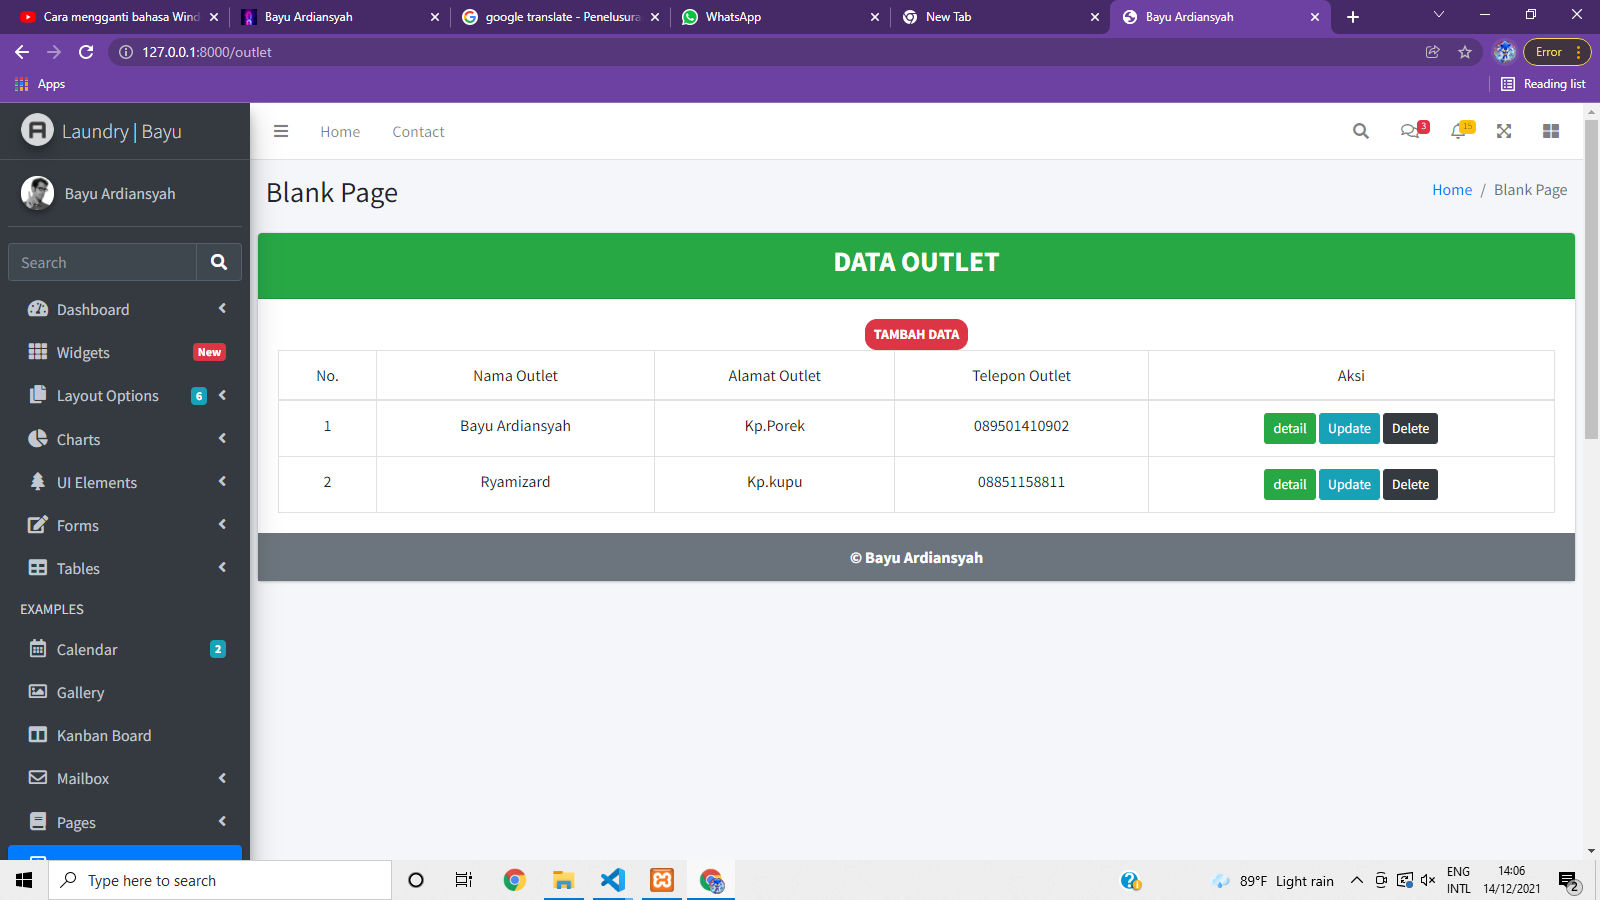 Cara mengganti bahasa Wind
Bayu Ardiansyah
google translate - Penelusura
WhatsApp
New Tab
Bayu Ardiansyah
127.0.0.1:8000/outlet
Error
Apps
Reading list
Laundry | Bayu
Home
Contact
3
15
Bayu Ardiansyah
Blank Page
Home / Blank Page
Search
Dashboard
Widgets New
Layout Options 6
Charts
UI Elements
Forms
Tables
EXAMPLES
Calendar 2
Gallery
Kanban Board
Mailbox
Pages
DATA OUTLET
TAMBAH DATA
No. Nama Outlet Alamat Outlet Telepon Outlet Aksi
1 Bayu Ardiansyah Kp.Porek 089501410902 detail Update Delete
2 Ryamizard Kp.kupu 08851158811 detail Update Delete
© Bayu Ardiansyah
Type here to search
89°F Light rain
ENG
INTL
14:06
14/12/2021
2